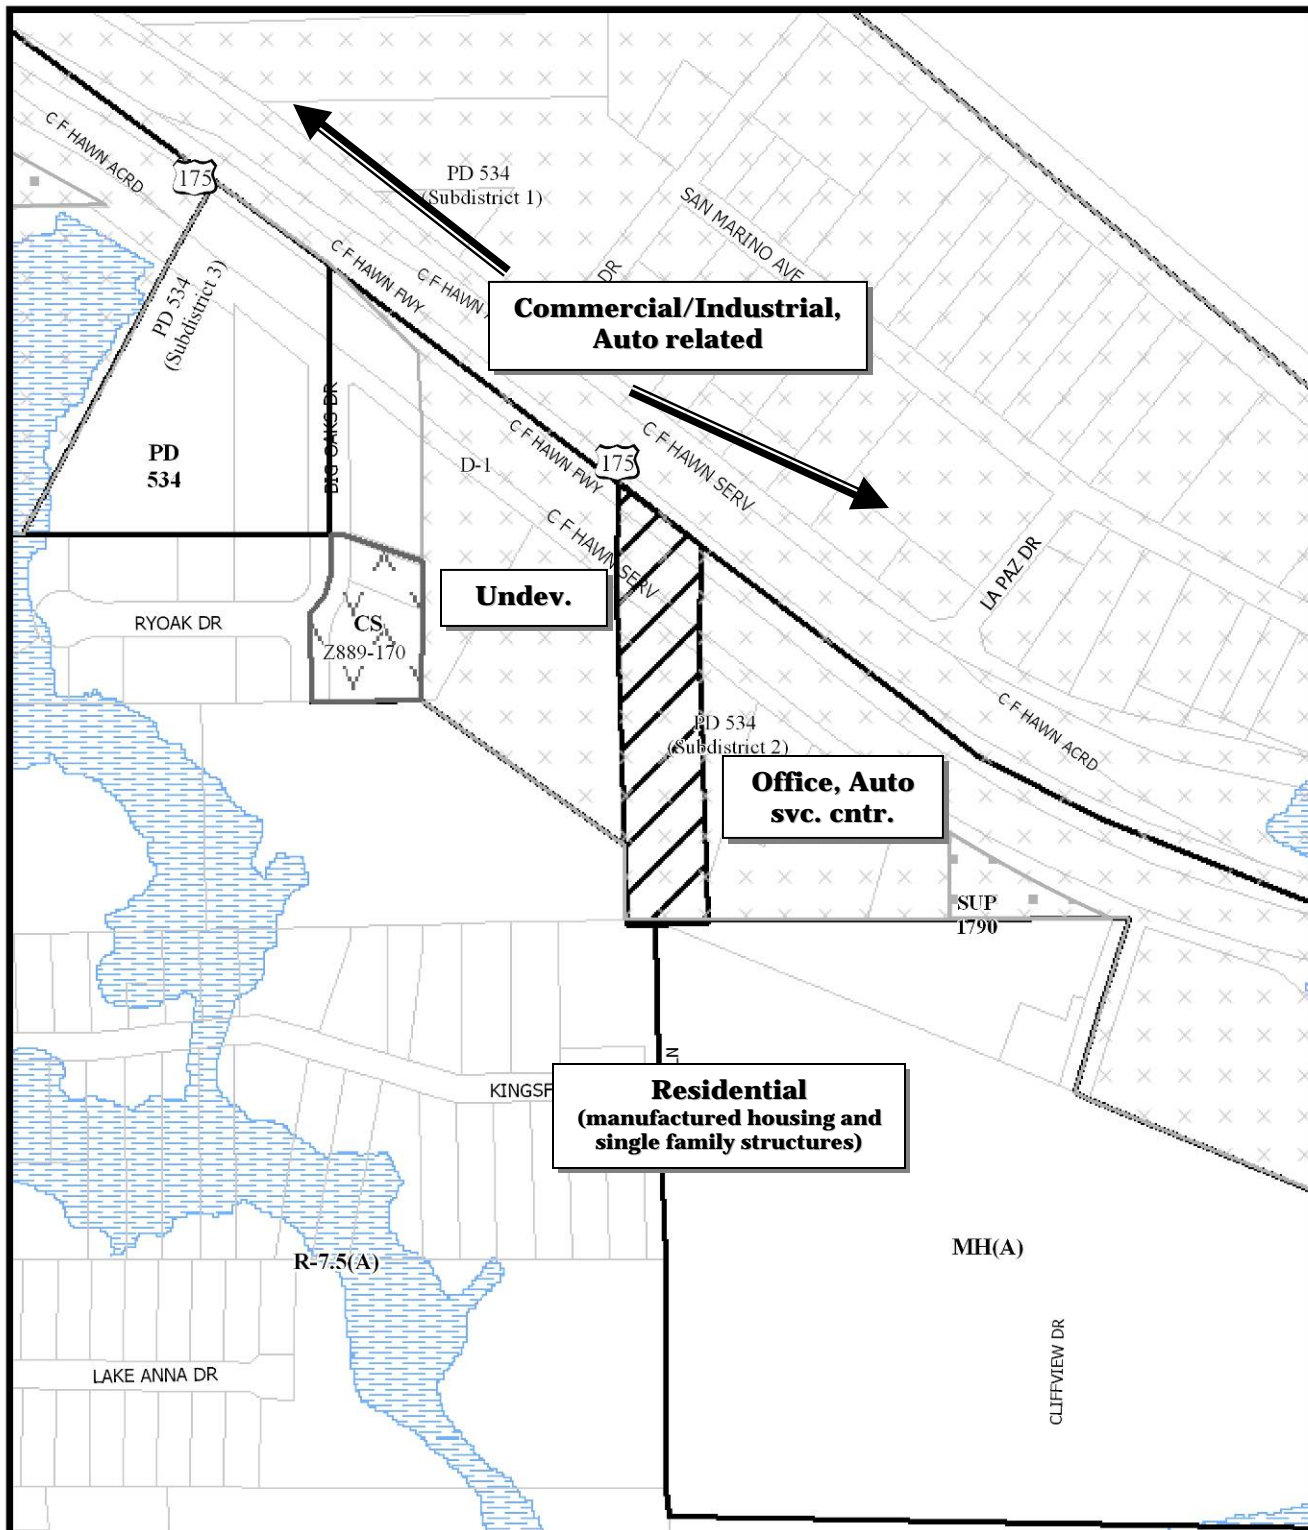 C F HAWN ACRD
175
PD 534
(Subdistrict 1)
SAN MARINO AVE
DR
C F HAWN FWY
C F HAWN
PD 534
(Subdistrict 3)
Commercial/Industrial,
Auto related
BIG OAKS DR
PD
534
D-1
C F HAWN FWY
175
C F HAWN SERV
C F HAWN SERV
LA PAZ DR
Undev.
RYOAK DR
CS
Z889-170
C F HAWN ACRD
PD 534
(Subdistrict 2)
Office, Auto
svc. cntr.
SUP
1790
N
KINGSF
Residential
(manufactured housing and
single family structures)
R-7.5(A)
MH(A)
CLIFFVIEW DR
LAKE ANNA DR